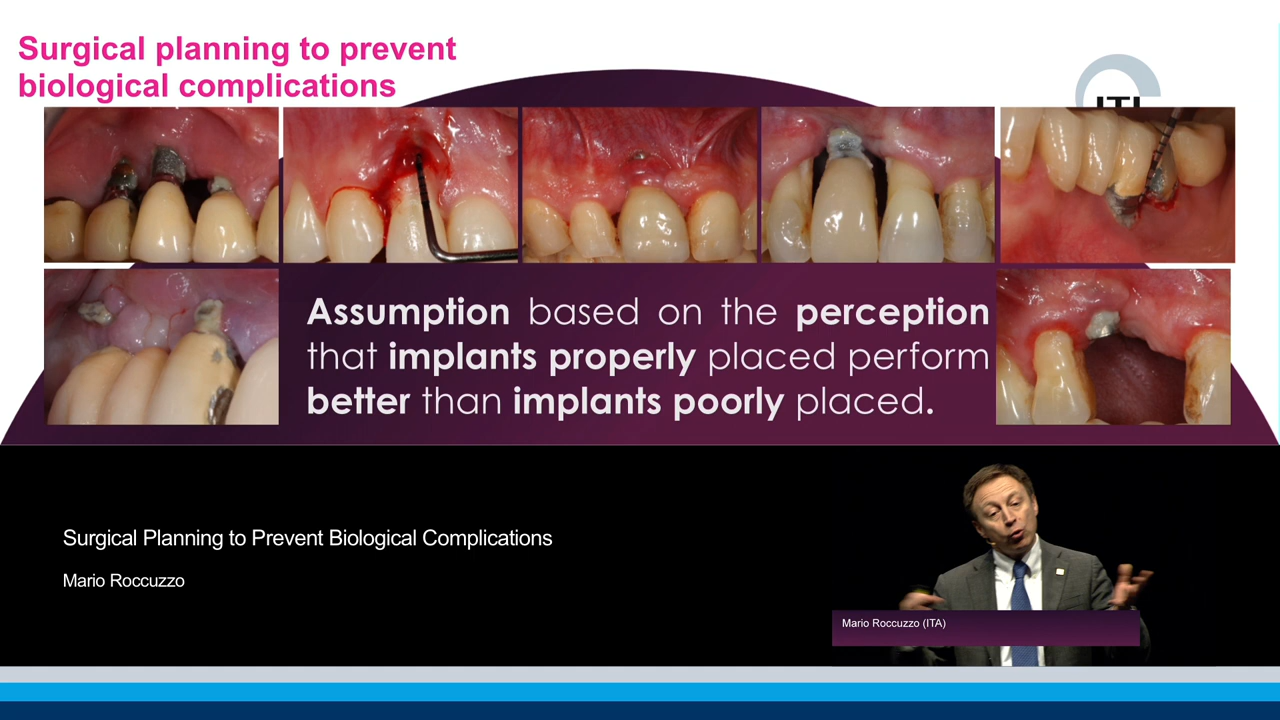 Surgical planning to prevent
biological complications
ITI
Assumption based on the perception
that implants properly placed perform
better than implants poorly placed.
Surgical Planning to Prevent Biological Complications
Mario Roccuzzo
Mario Roccuzzo (ITA)